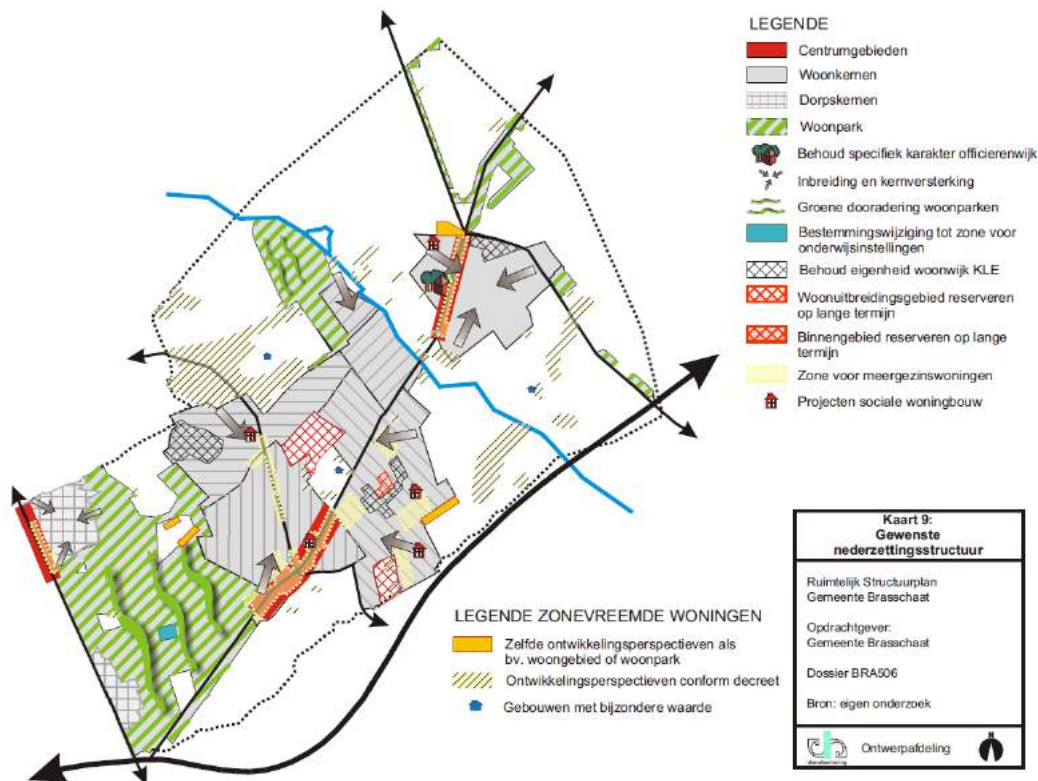 LEGENDE
Centrumgebieden
Woonkernen
Dorpskernen
Woonpark
Behoud specifiek karakter officierenwijk
Inbreiding en kernversterking
Groene dooradering woonparken
Bestemmingswijziging tot zone voor
onderwijsinstellingen
Behoud eigenheid woonwijk KLE
Woonuitbreidingsgebied reserveren
op lange termijn
Binnengebied reserveren op lange
termijn
Zone voor meergezinswoningen
Projecten sociale woningbouw
LEGENDE ZONEVREEMDE WONINGEN
Zelfde ontwikkelingsperspectieven als
bv. woongebied of woonpark
Ontwikkelingsperspectieven conform decreet
Gebouwen met bijzondere waarde
Kaart 9:
Gewenste
nederzettingsstructuur
Ruimtelijk Structuurplan
Gemeente Brasschaat
Opdrachtgever:
Gemeente Brasschaat
Dossier BRA506
Bron: eigen onderzoek
Ontwerpafdeling
N